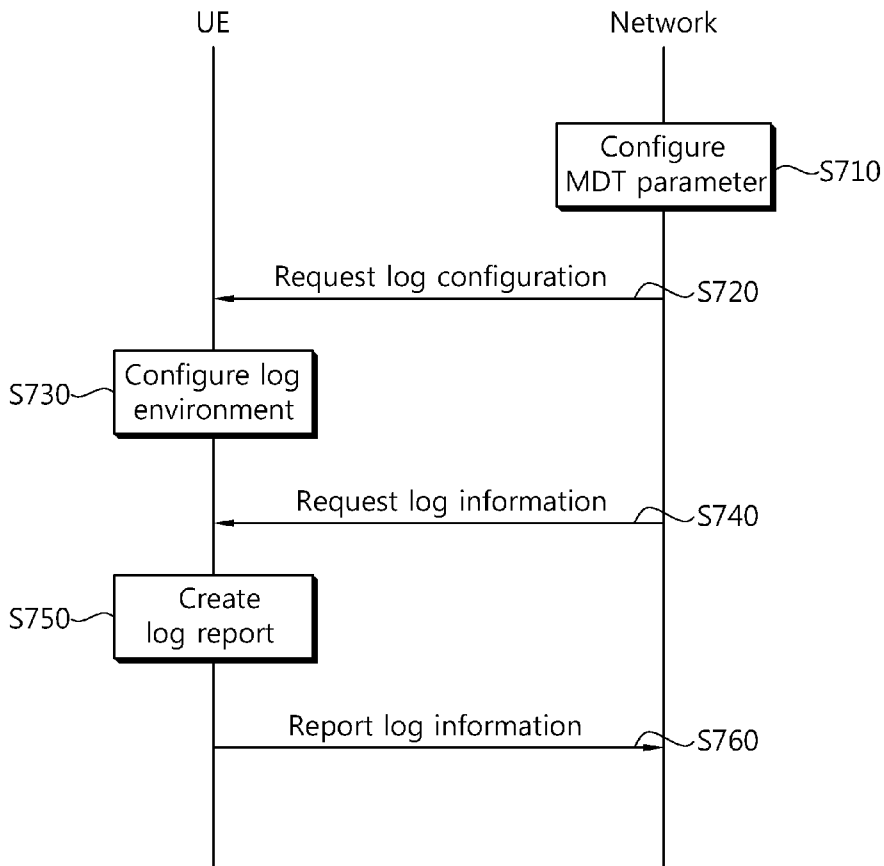 UE
Network
Configure
MDT parameter
S710
Request log configuration
S720
Configure log
environment
S730
Request log information
S740
Create
log report
S750
Report log information
S760